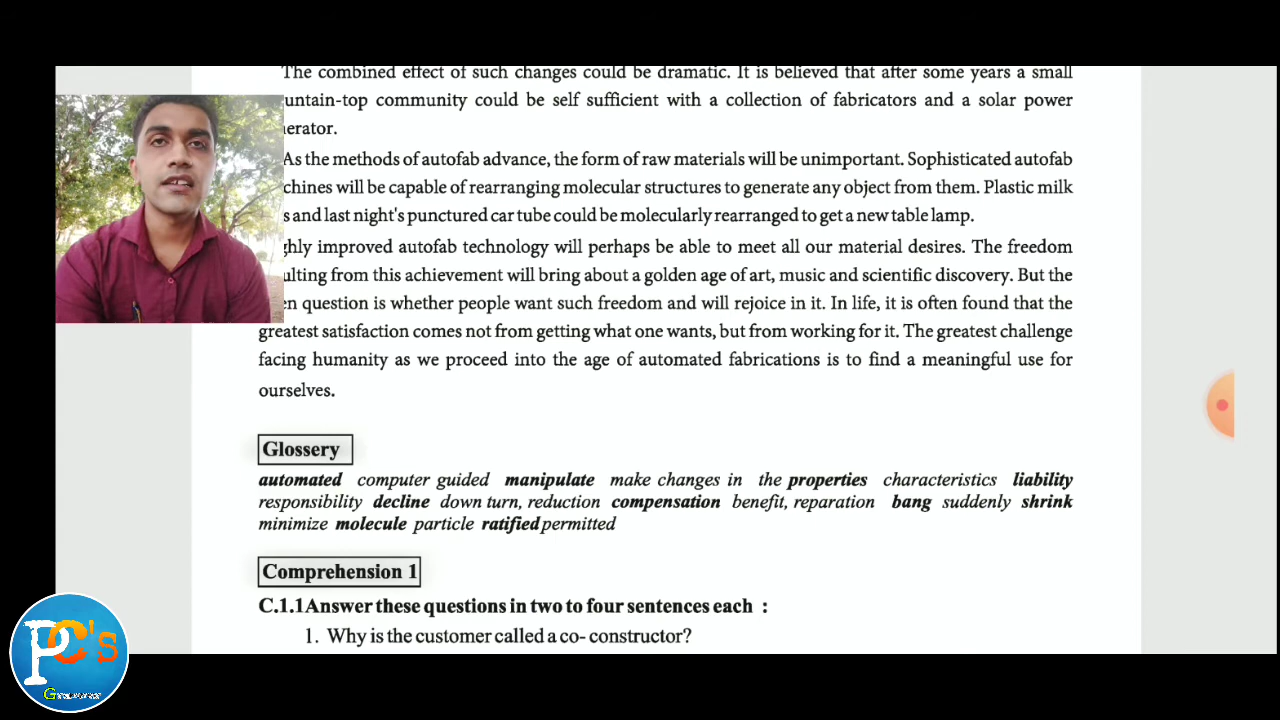 The combined effect of such changes could be dramatic. It is believed that after some years a small
untain-top community could be self sufficient with a collection of fabricators and a solar power
erator.
As the methods of autofab advance, the form of raw materials will be unimportant. Sophisticated autofab
chines will be capable of rearranging molecular structures to generate any object from them. Plastic milk
s and last night's punctured car tube could be molecularly rearranged to get a new table lamp.
ghly improved autofab technology will perhaps be able to meet all our material desires. The freedom
ulting from this achievement will bring about a golden age of art, music and scientific discovery. But the
en question is whether people want such freedom and will rejoice in it. In life, it is often found that the
greatest satisfaction comes not from getting what one wants, but from working for it. The greatest challenge
facing humanity as we proceed into the age of automated fabrications is to find a meaningful use for
ourselves.
Glossery
automated computer guided manipulate make changes in the properties characteristics liability
responsibility decline down turn, reduction compensation benefit, reparation bang suddenly shrink
minimize molecule particle ratified permitted
Comprehension 1
C.1.1Answer these questions in two to four sentences each :
1. Why is the customer called a co- constructor?
PC's